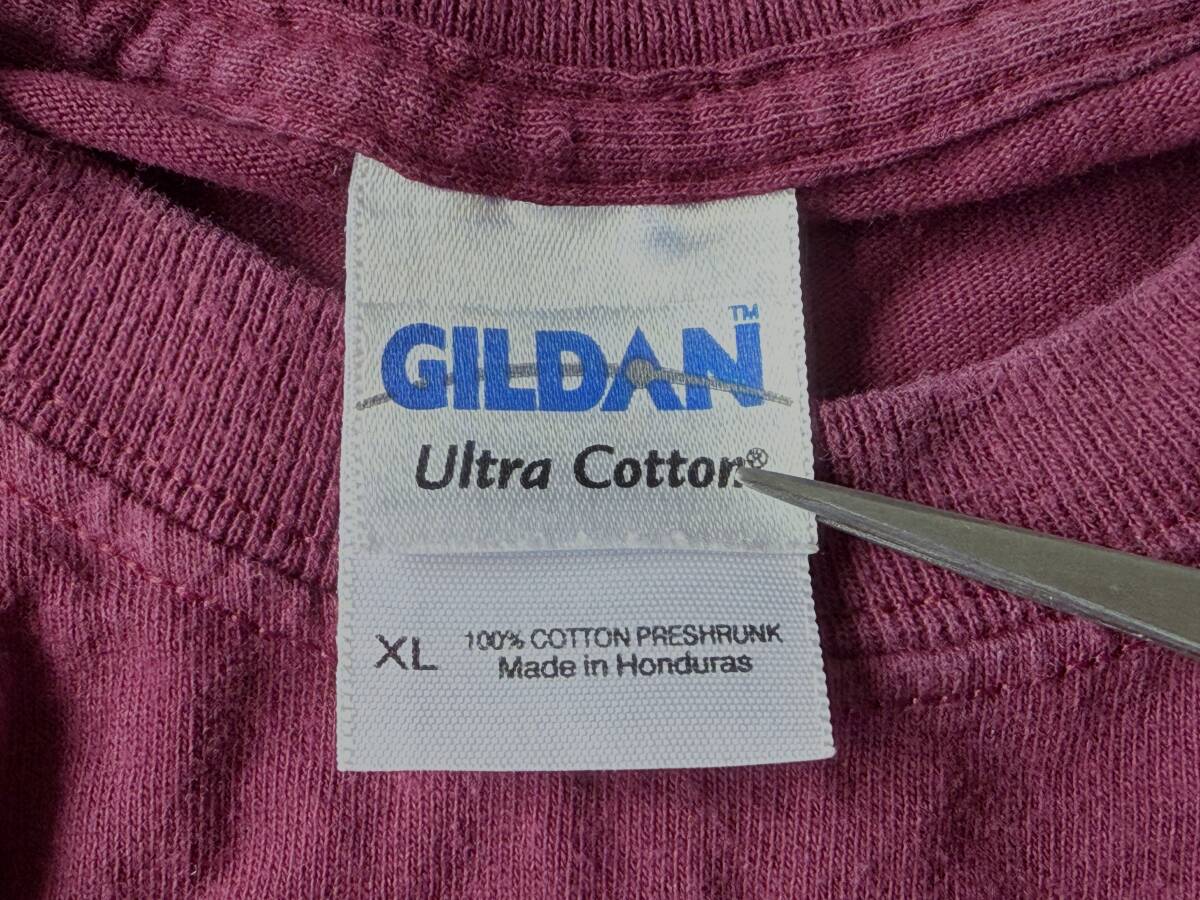 GILDAN™
Ultra Cotton®
XL 100% COTTON PRESHRUNK
Made in Honduras